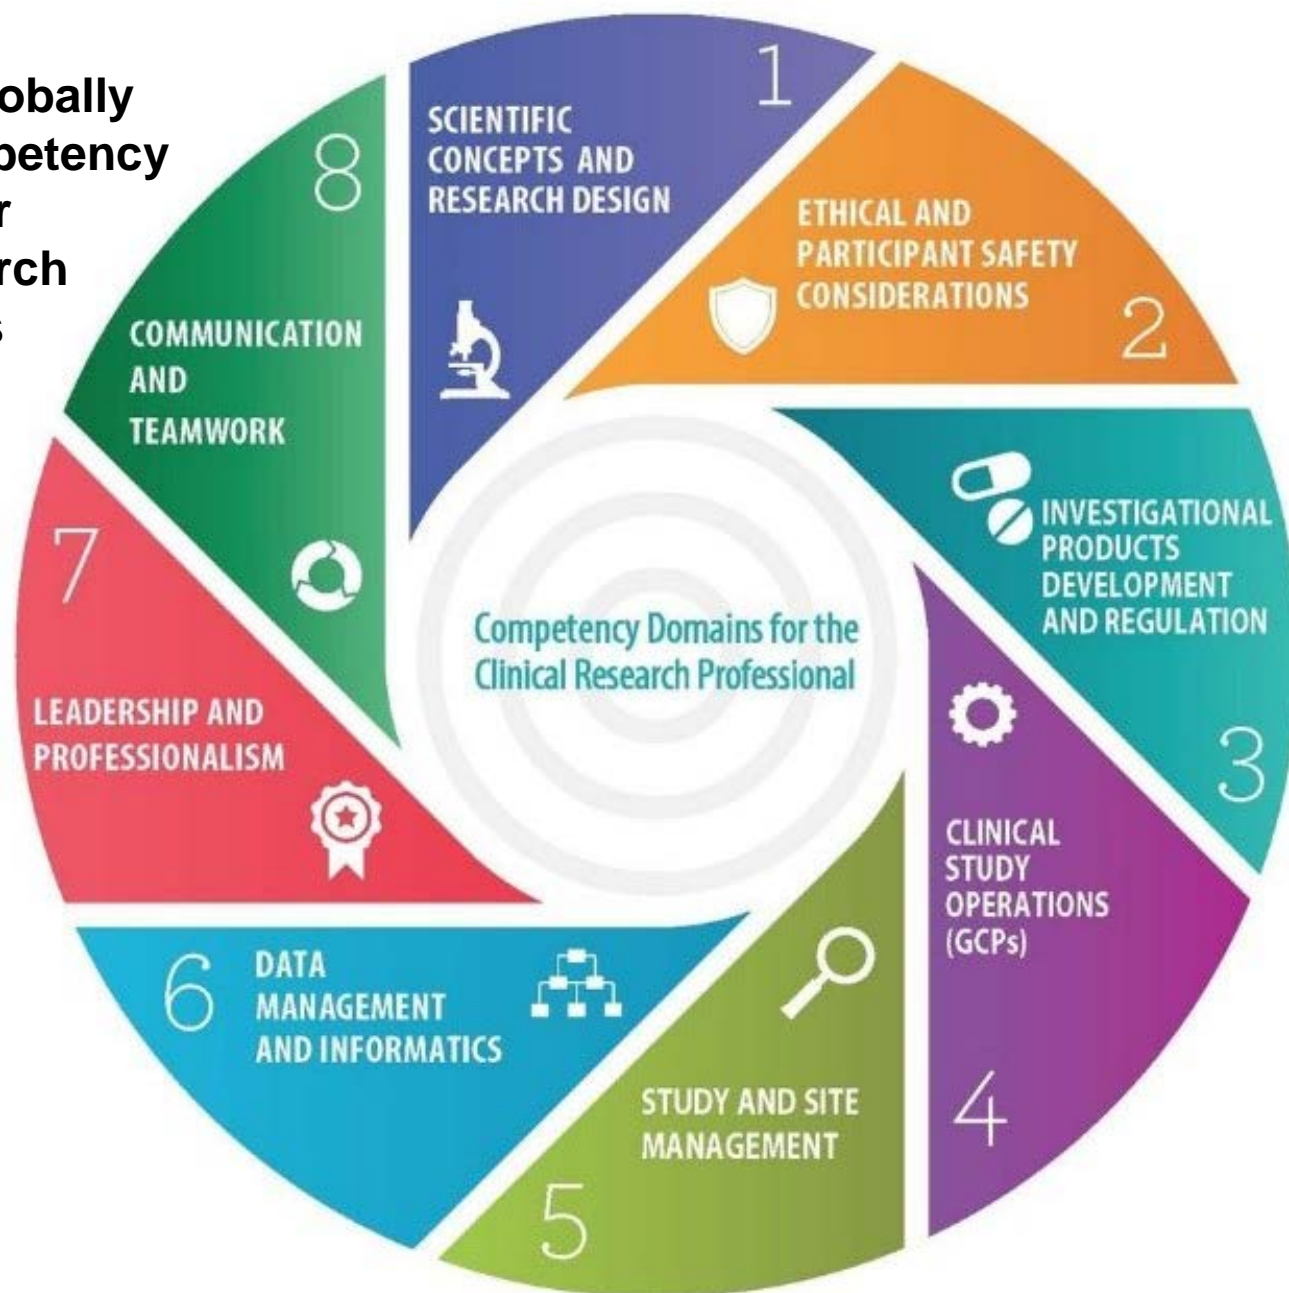 obally
petency
r
rch
s
1
SCIENTIFIC
CONCEPTS AND
RESEARCH DESIGN
ETHICAL AND
PARTICIPANT SAFETY
CONSIDERATIONS
2
INVESTIGATIONAL
PRODUCTS
DEVELOPMENT
AND REGULATION
3
CLINICAL
STUDY
OPERATIONS
(GCPs)
4
STUDY AND SITE
MANAGEMENT
5
6
DATA
MANAGEMENT
AND INFORMATICS
7
LEADERSHIP AND
PROFESSIONALISM
8
COMMUNICATION
AND
TEAMWORK
Competency Domains for the
Clinical Research Professional